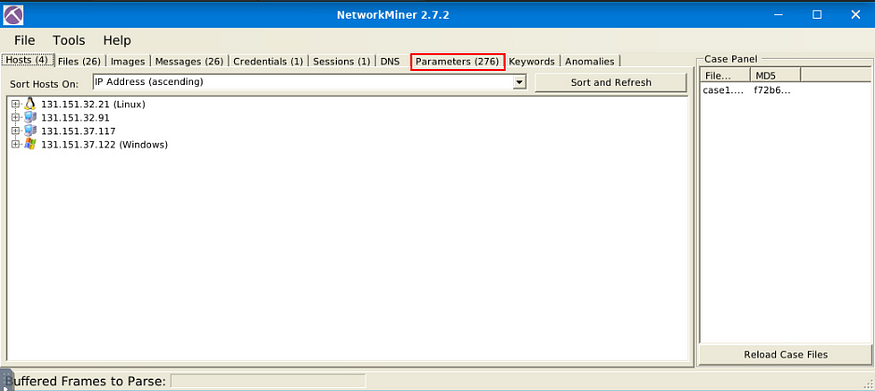 NetworkMiner 2.7.2
File Tools Help
Hosts (4) Files (26) Images Messages (26) Credentials (1) Sessions (1) DNS Parameters (276) Keywords Anomalies
Case Panel
Sort Hosts On: IP Address (ascending) Sort and Refresh
File... MD5
case1.... f72b6...
131.151.32.21 (Linux)
131.151.32.91
131.151.37.117
131.151.37.122 (Windows)
Reload Case Files
Buffered Frames to Parse: